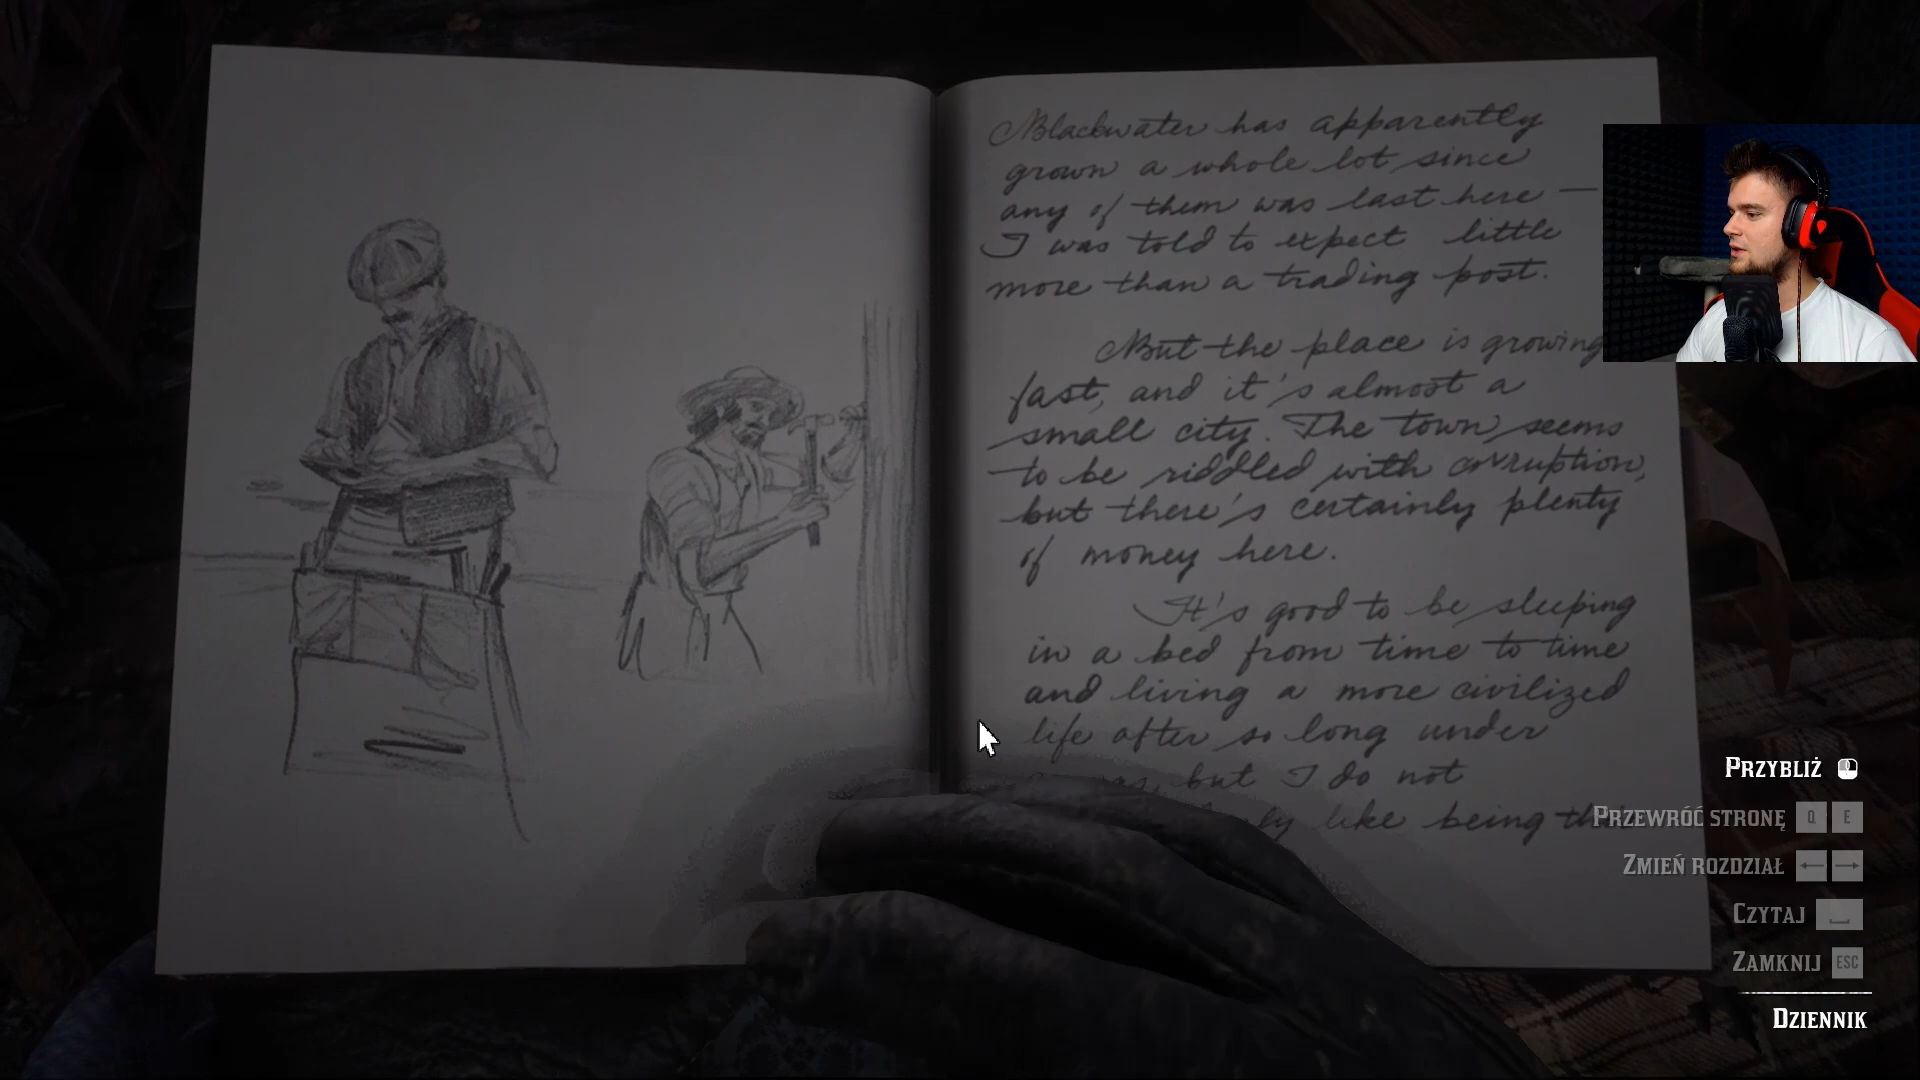 Blackwater has apparently
grown a whole lot since
any of them was last here —
I was told to expect little
more than a trading post.
But the place is growing
fast, and it's almost a
small city. The town seems
to be riddled with corruption,
but there's certainly plenty
of money here.
It's good to be sleeping
in a bed from time to time
and living a more civilized
life after so long under
but I do not
like being
PRZYBLIŻ
PRZEWRÓĆ STRONĘ Q E
ZMIEŃ ROZDZIAŁ ← →
CZYTAJ
ZAMKNIJ ESC
DZIENNIK